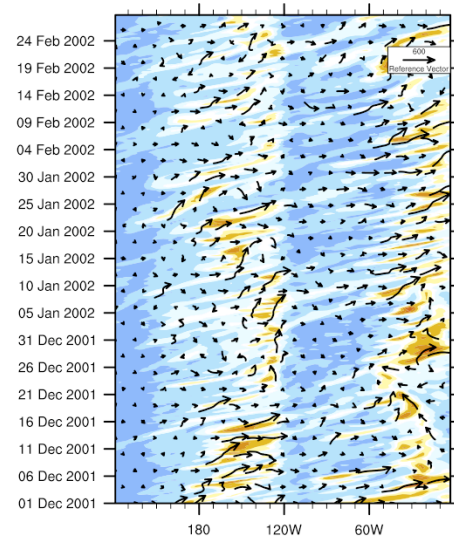 24 Feb 2002
19 Feb 2002
14 Feb 2002
09 Feb 2002
04 Feb 2002
30 Jan 2002
25 Jan 2002
20 Jan 2002
15 Jan 2002
10 Jan 2002
05 Jan 2002
31 Dec 2001
26 Dec 2001
21 Dec 2001
16 Dec 2001
11 Dec 2001
06 Dec 2001
01 Dec 2001
600
Reference Vector
180 120W 60W